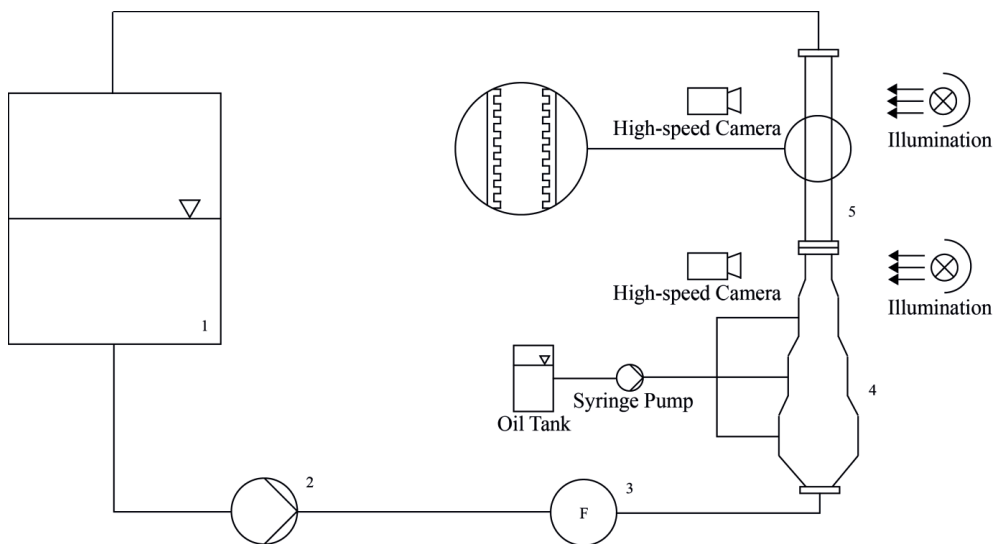 High-speed Camera
Illumination
5
High-speed Camera
Illumination
1
4
Syringe Pump
Oil Tank
2
3
F